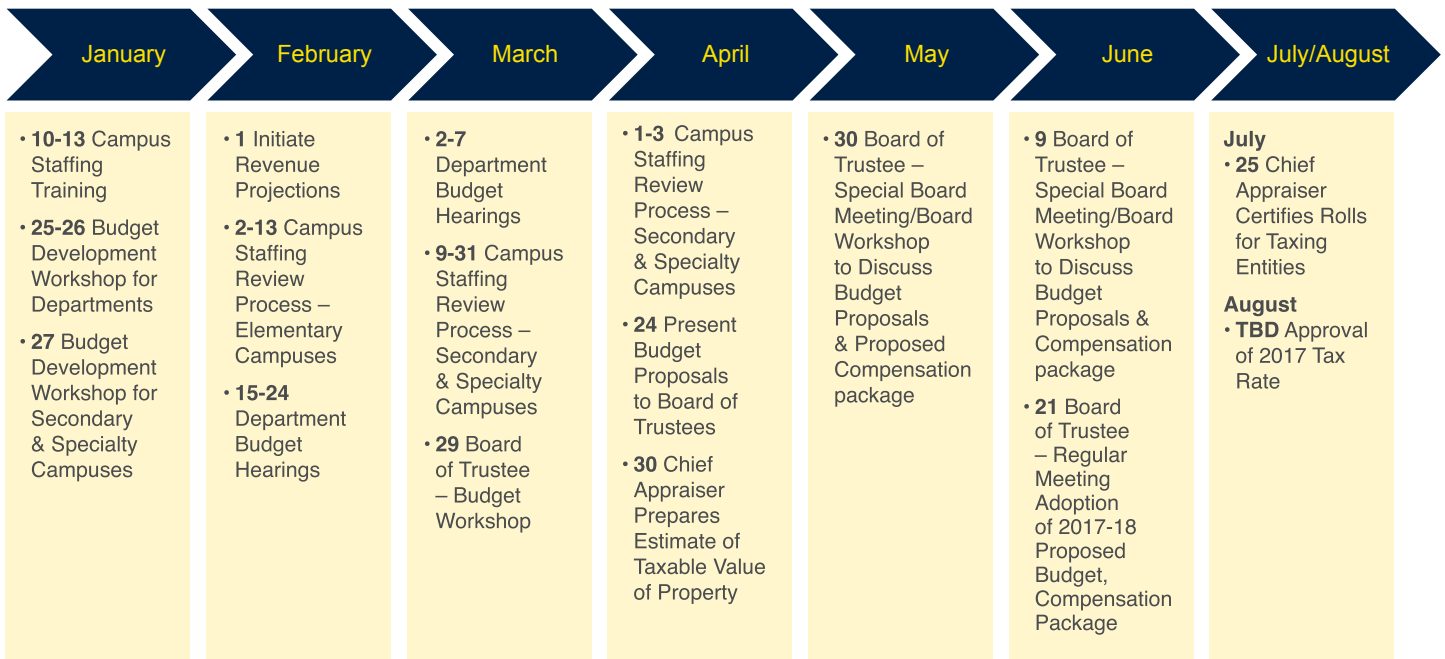 January
February
March
April
May
June
July/August
• 10-13 Campus
Staffing
Training
• 25-26 Budget
Development
Workshop for
Departments
• 27 Budget
Development
Workshop for
Secondary
& Specialty
Campuses
• 1 Initiate
Revenue
Projections
• 2-13 Campus
Staffing
Review
Process –
Elementary
Campuses
• 15-24
Department
Budget
Hearings
• 2-7
Department
Budget
Hearings
• 9-31 Campus
Staffing
Review
Process –
Secondary
& Specialty
Campuses
• 29 Board
of Trustee
– Budget
Workshop
• 1-3 Campus
Staffing
Review
Process –
Secondary
& Specialty
Campuses
• 24 Present
Budget
Proposals
to Board of
Trustees
• 30 Chief
Appraiser
Prepares
Estimate of
Taxable Value
of Property
• 30 Board of
Trustee –
Special Board
Meeting/Board
Workshop
to Discuss
Budget
Proposals
& Proposed
Compensation
package
• 9 Board of
Trustee –
Special Board
Meeting/Board
Workshop
to Discuss
Budget
Proposals &
Compensation
package
• 21 Board
of Trustee
– Regular
Meeting
Adoption
of 2017-18
Proposed
Budget,
Compensation
Package
July
• 25 Chief
Appraiser
Certifies Rolls
for Taxing
Entities
August
• TBD Approval
of 2017 Tax
Rate